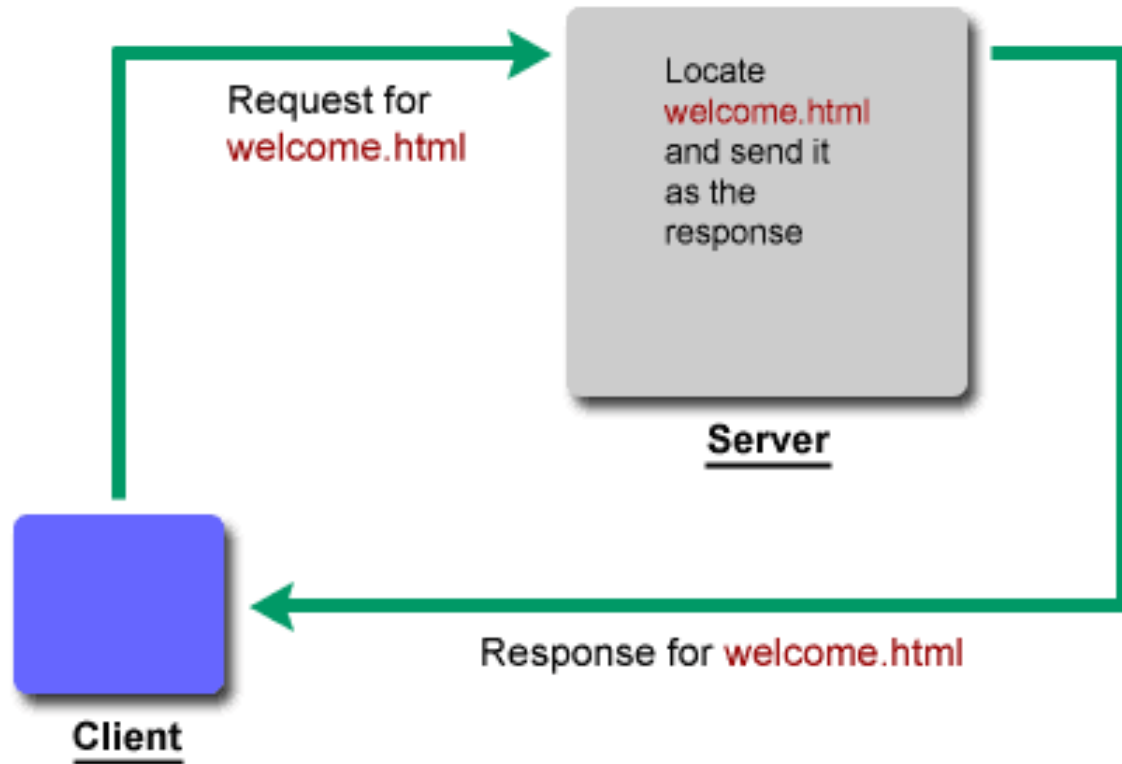 Request for
welcome.html
Locate
welcome.html
and send it
as the
response
Server
Response for welcome.html
Client